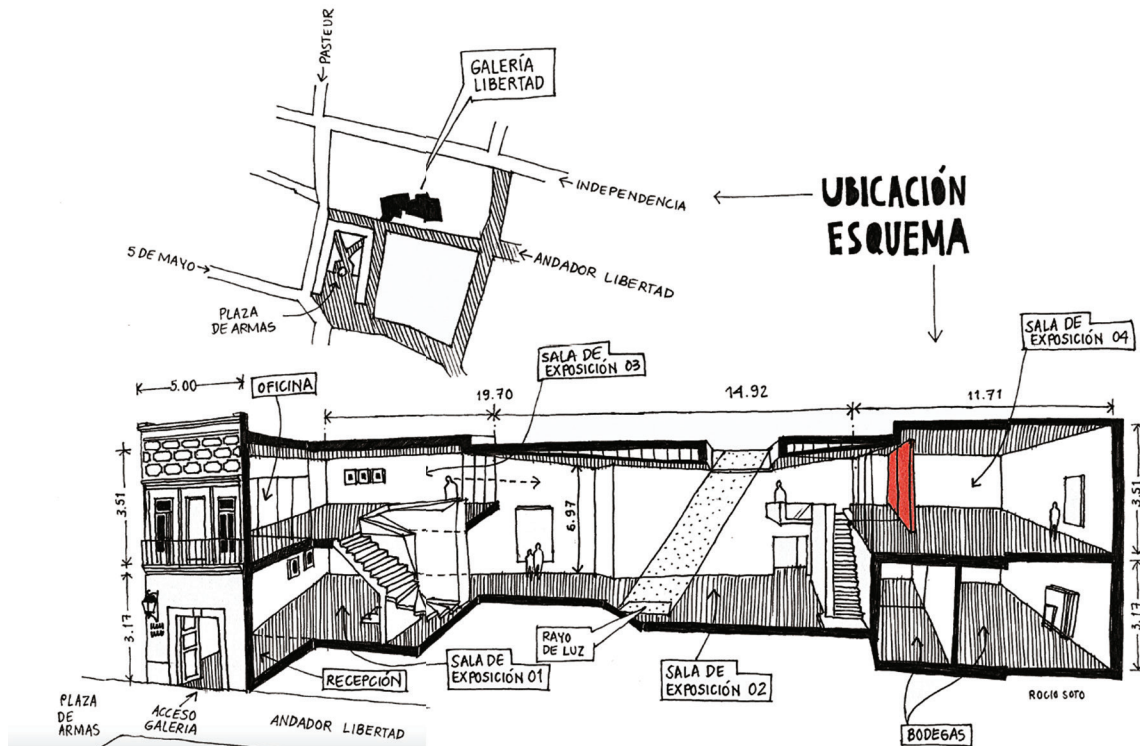 PASTEUR
GALERÍA
LIBERTAD
INDEPENDENCIA
UBICACIÓN
ESQUEMA
5 DE MAYO
ANDADOR LIBERTAD
PLAZA
DE ARMAS
SALA DE
EXPOSICIÓN 04
SALA DE
EXPOSICIÓN 03
5.00
OFICINA
19.70
14.92
11.71
3.51
3.17
6.97
3.51
3.17
RAYO
DE LUZ
SALA DE
EXPOSICIÓN 01
RECEPCIÓN
SALA DE
EXPOSICIÓN 02
ROCIO SOTO
PLAZA
DE
ARMAS
ACCESO
GALERIA
ANDADOR LIBERTAD
BODEGAS